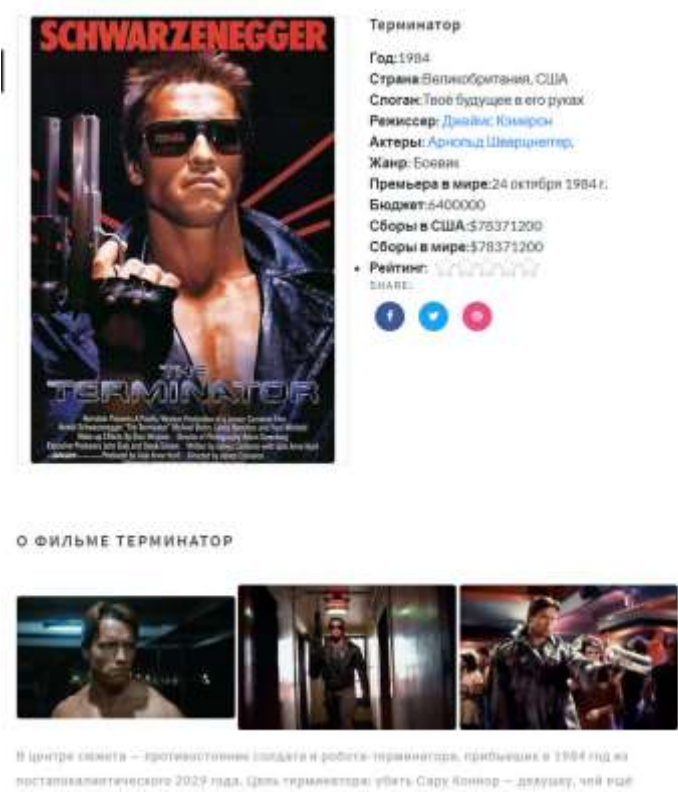 SCHWARZENEGGER
THE
TERMINATOR
Терминатор
Год:1984
Страна:Великобритания, США
Слоган:Твоё будущее в его руках
Режиссер: Джеймс Кэмерон
Актеры: Арнольд Шварценеггер,
Жанр: Боевик
Премьера в мире:24 октября 1984 г.
Бюджет:6400000
Сборы в США:$78371200
Сборы в мире:$78371200
Рейтинг:
SHARE:
О ФИЛЬМЕ ТЕРМИНАТОР
В центре сюжета — противостояние солдата и робота-терминатора, прибывших в 1984 год из
постапокалиптического 2029 года. Цель терминатора: убить Сару Коннор — девушку, чей ещё